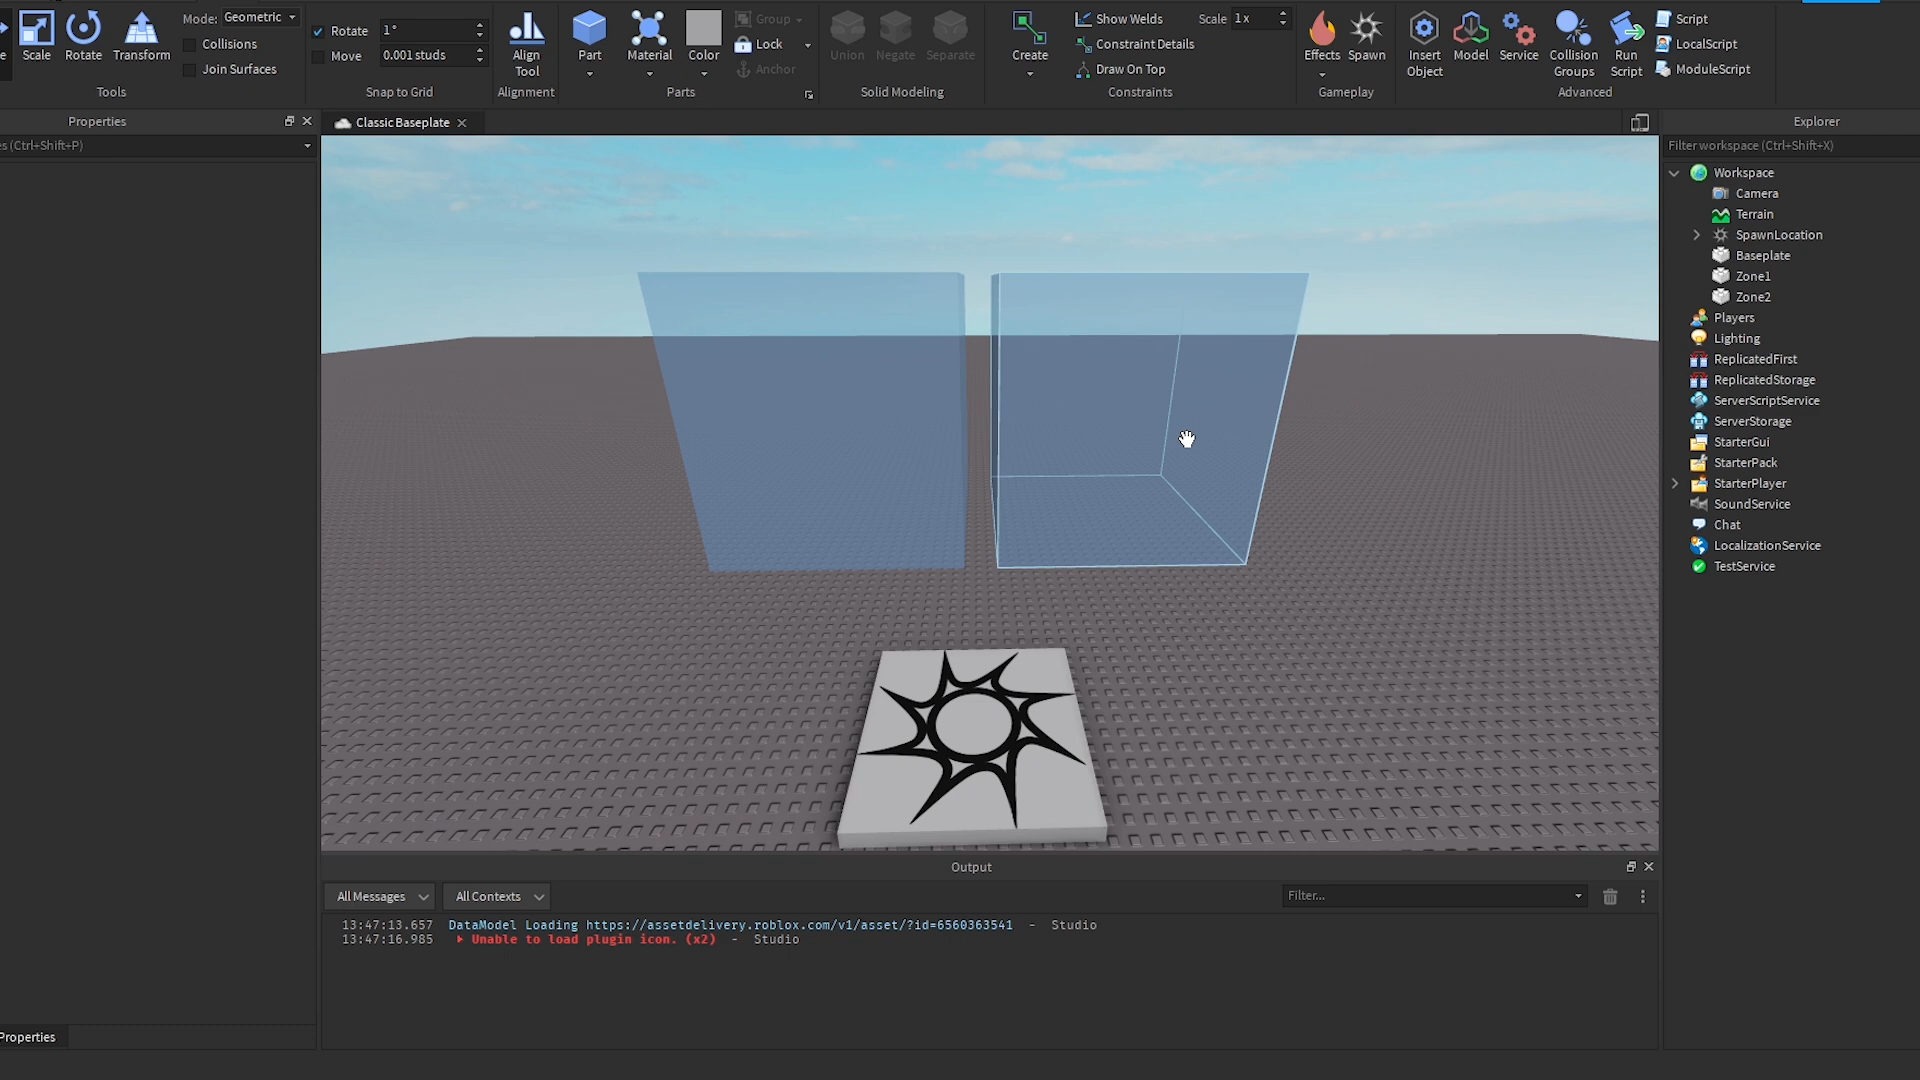 e Scale Rotate Transform
Mode: Geometric
Collisions
Join Surfaces
Tools
Rotate 1°
Move 0.001 studs
Snap to Grid
Align Tool
Alignment
Part Material Color
Group
Lock
Anchor
Parts
Union Negate Separate
Solid Modeling
Create
Show Welds Scale 1x
Constraint Details
Draw On Top
Constraints
Effects Spawn
Gameplay
Insert Object
Model
Service
Collision Groups
Run Script
Script
LocalScript
ModuleScript
Advanced
Properties
es (Ctrl+Shift+P)
Classic Baseplate
Explorer
Filter workspace (Ctrl+Shift+X)
Workspace
Camera
Terrain
SpawnLocation
Baseplate
Zone1
Zone2
Players
Lighting
ReplicatedFirst
ReplicatedStorage
ServerScriptService
ServerStorage
StarterGui
StarterPack
StarterPlayer
SoundService
Chat
LocalizationService
TestService
Output
All Messages All Contexts Filter...
13:47:13.657 DataModel Loading https://assetdelivery.roblox.com/v1/asset/?id=6560363541 - Studio
13:47:16.985 Unable to load plugin icon. (x2) - Studio
Properties